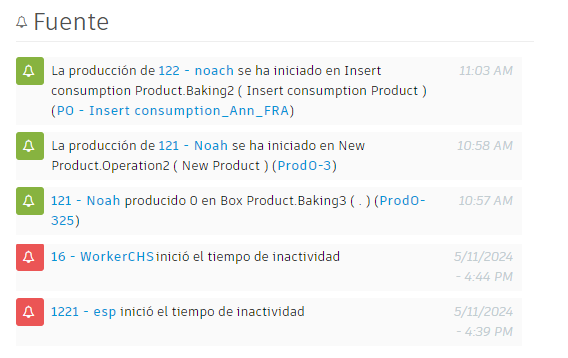 Fuente
La producción de 122 - noach se ha iniciado en Insert
consumption Product.Baking2 ( Insert consumption Product )
(PO - Insert consumption_Ann_FRA)
11:03 AM
La producción de 121 - Noah se ha iniciado en New
Product.Operation2 ( New Product ) (ProdO-3)
10:58 AM
121 - Noah producido 0 en Box Product.Baking3 ( . ) (ProdO-
325)
10:57 AM
16 - WorkerCHS inició el tiempo de inactividad
5/11/2024
- 4:44 PM
1221 - esp inició el tiempo de inactividad
5/11/2024
- 4:39 PM